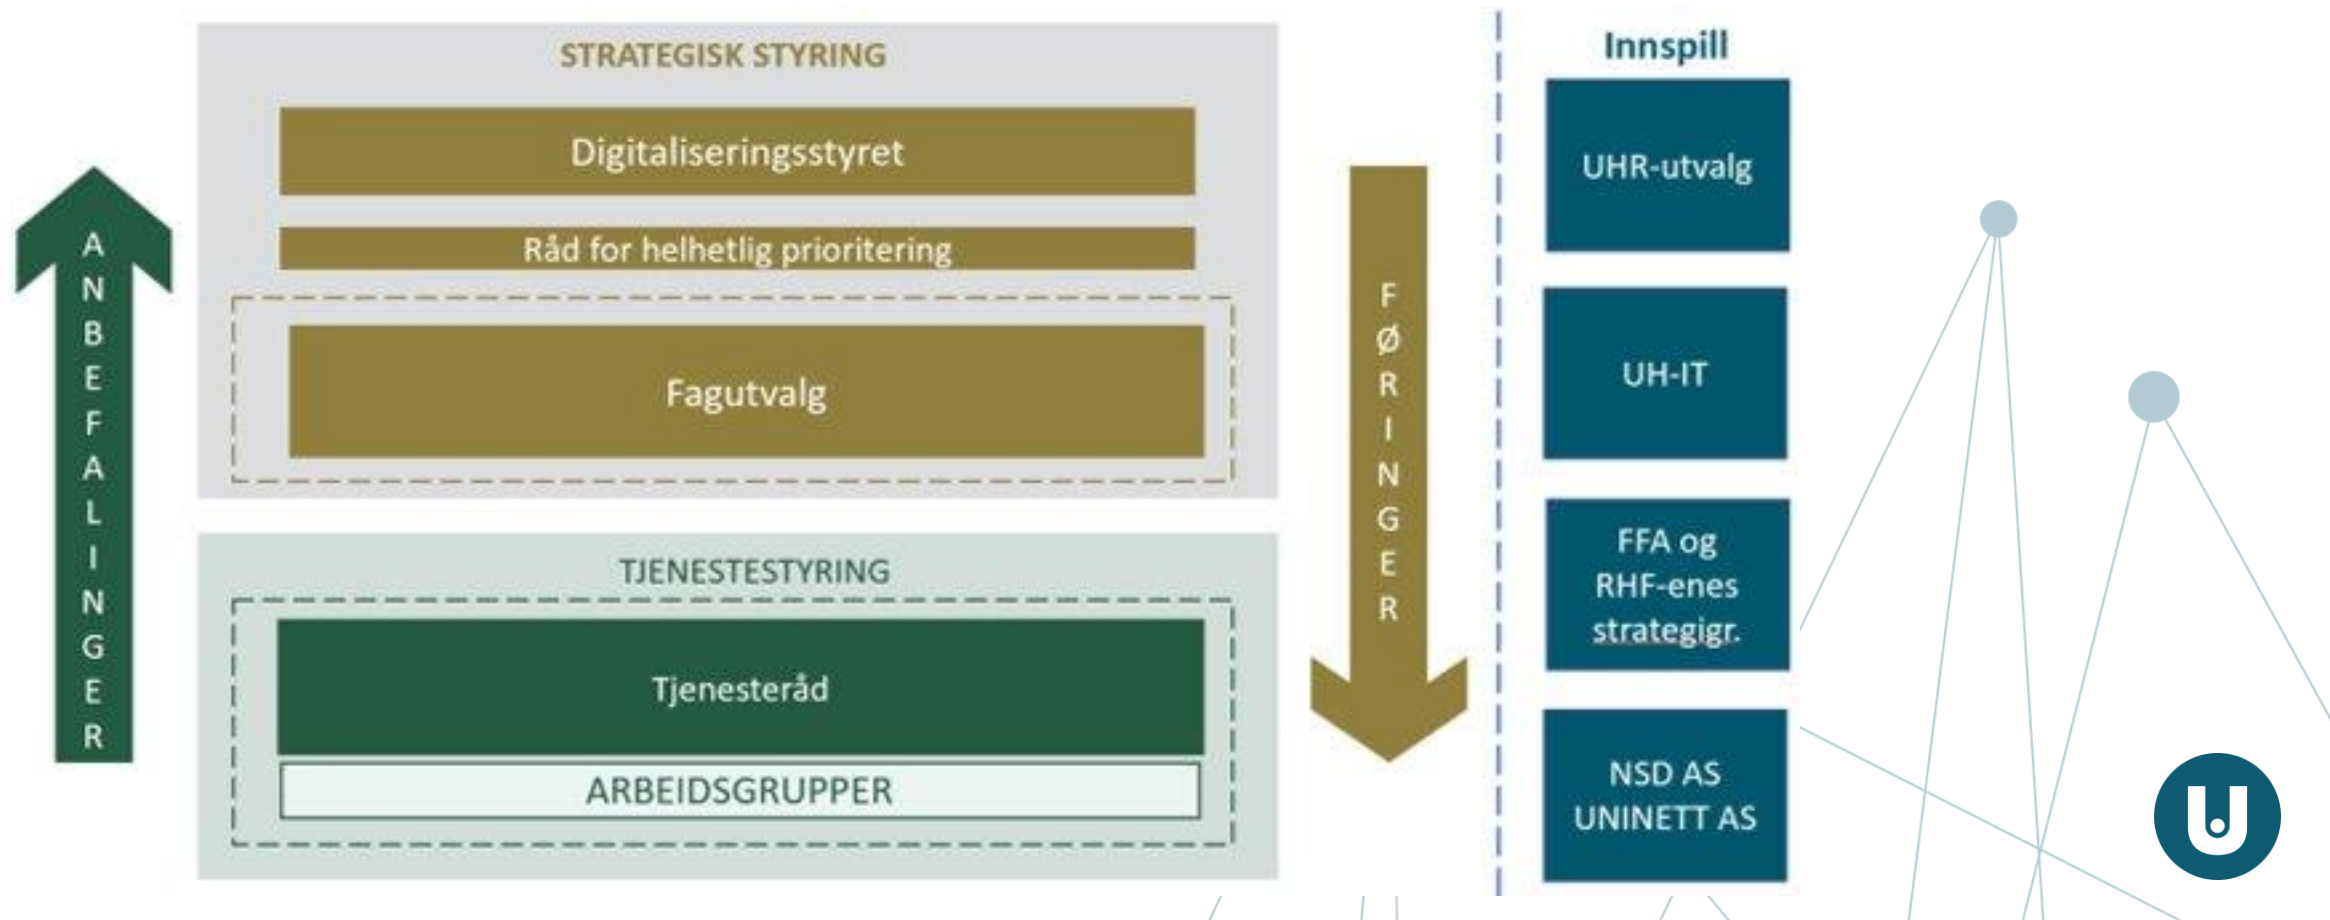 STRATEGISK STYRING
Digitaliseringsstyret
Råd for helhetlig prioritering
Fagutvalg
TJENESTESTYRING
Tjenesteråd
ARBEIDSGRUPPER
ANBEFALINGER
FØRINGER
Innspill
UHR-utvalg
UH-IT
FFA og
RHF-enes
strategigr.
NSD AS
UNINETT AS
U